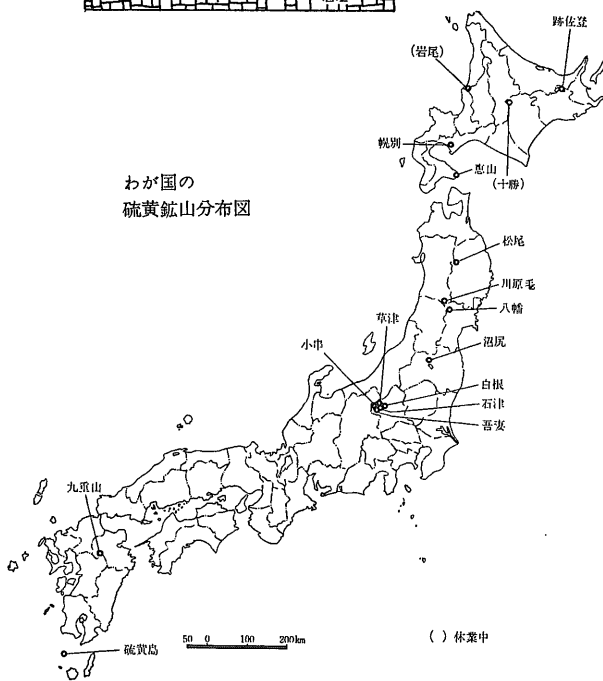 跡佐登
(岩尾)
幌別
恵山
(十勝)
わが国の
硫黄鉱山分布図
松尾
川原毛
八幡
草津
小串
沼尻
白根
石津
吾妻
九重山
硫黄島
50 0 100 200km
( ) 休業中